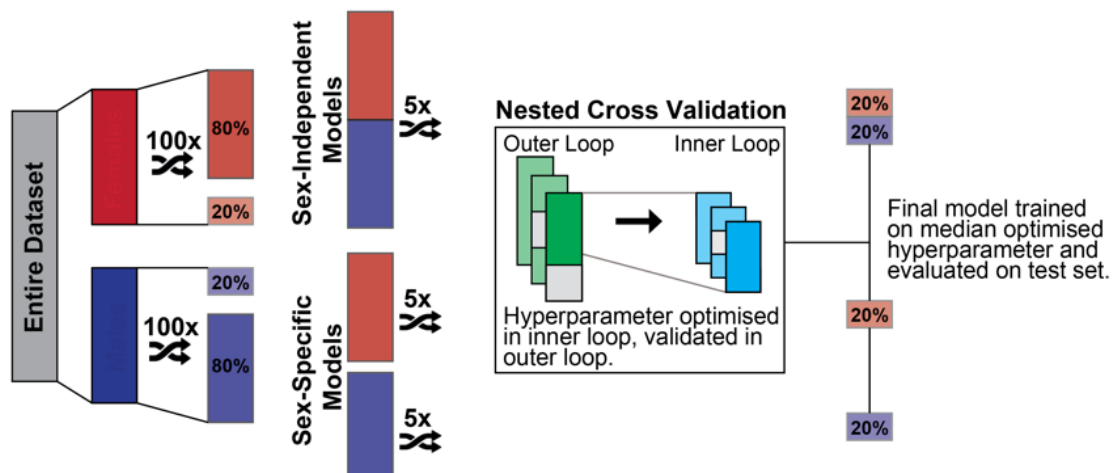 Entire Dataset
Females
100x
80%
20%
Males
100x
20%
80%
Sex-Independent
Models
5x
Sex-Specific
Models
5x
5x
Nested Cross Validation
Outer Loop
Inner Loop
Hyperparameter optimised
in inner loop, validated in
outer loop.
20%
20%
20%
20%
Final model trained
on median optimised
hyperparameter and
evaluated on test set.